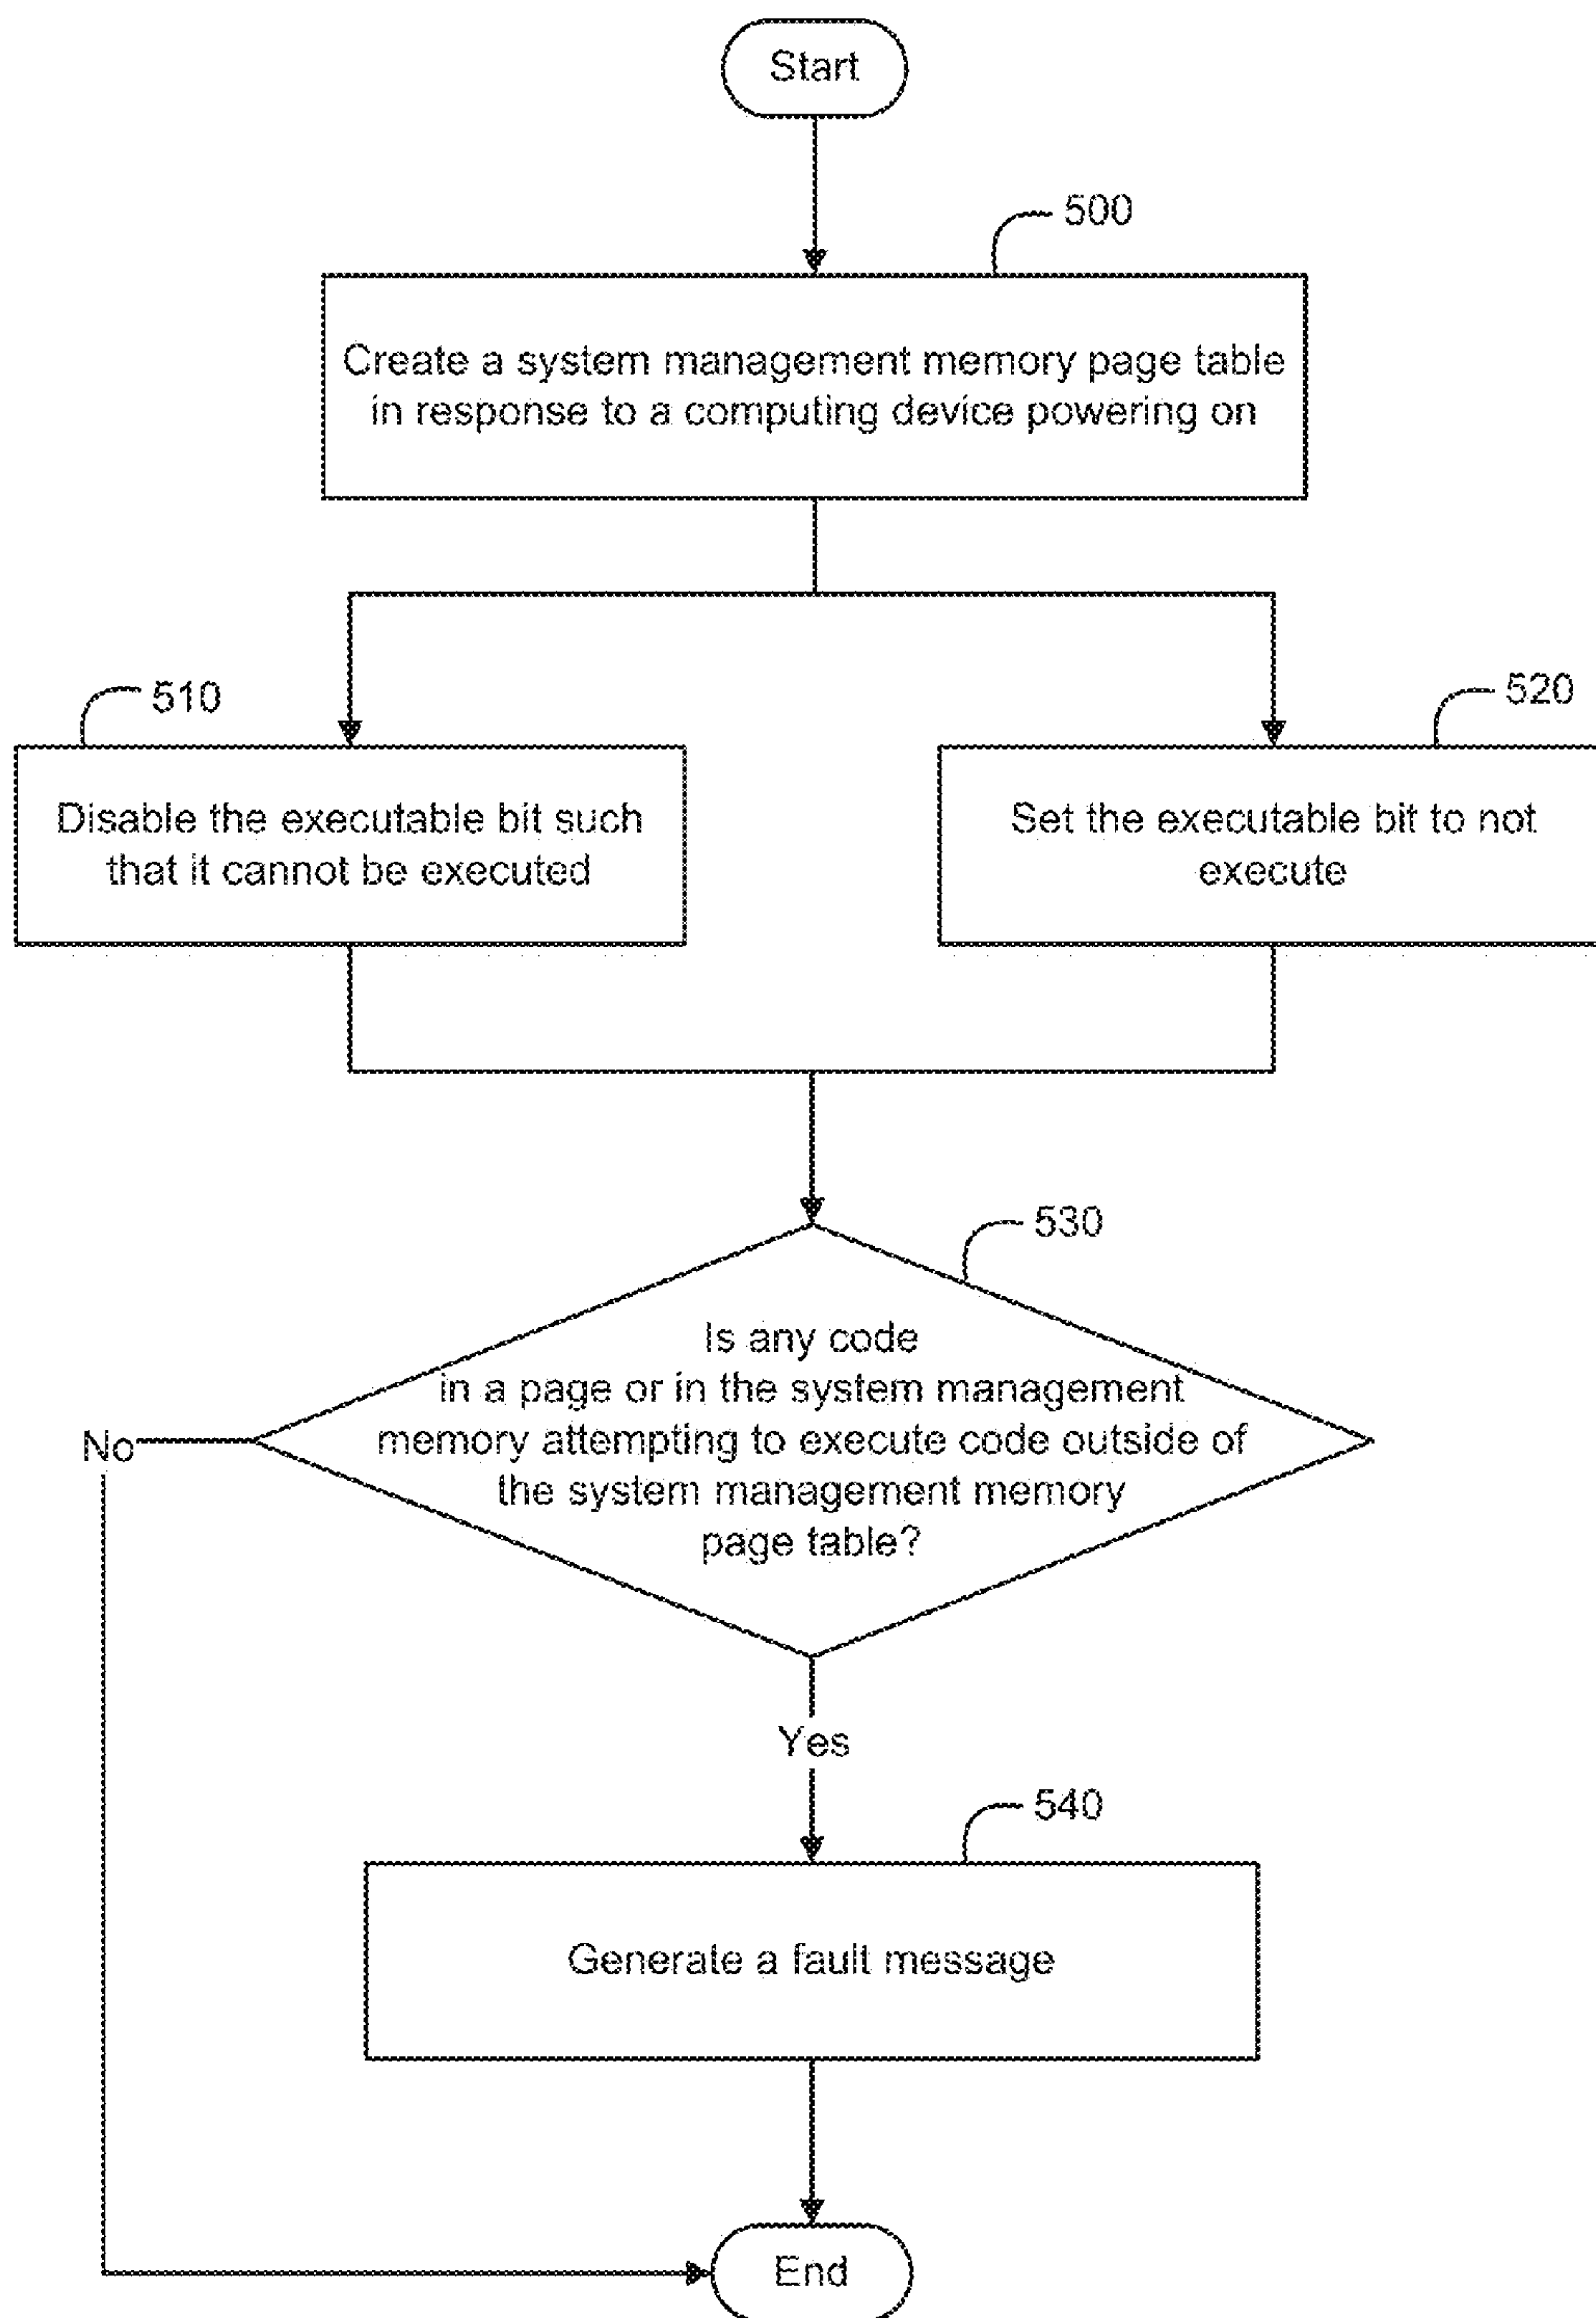 Start
500
Create a system management memory page table
in response to a computing device powering on
510
520
Disable the executable bit such
that it cannot be executed
Set the executable bit to not
execute
530
Is any code
in a page or in the system management
memory attempting to execute code outside of
the system management memory
page table?
No
Yes
540
Generate a fault message
End